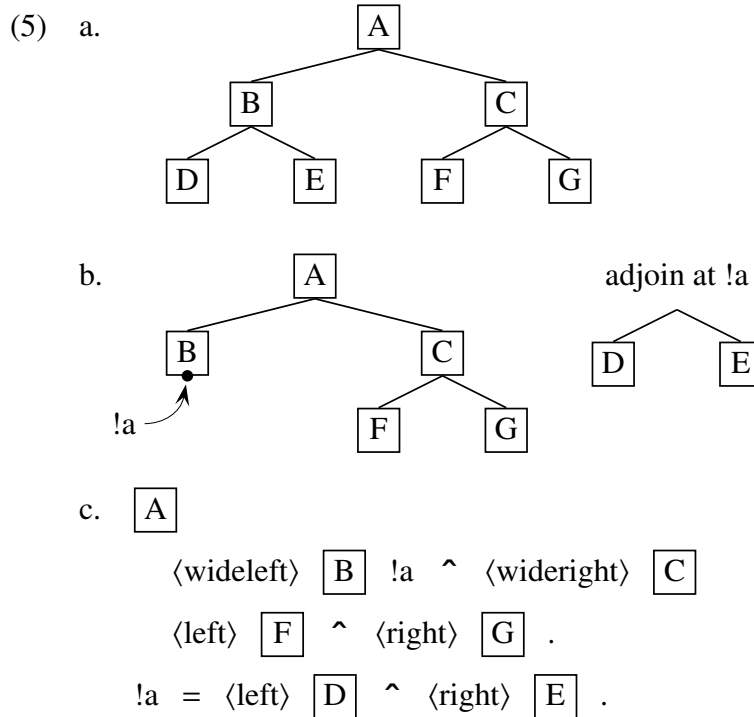 (5) a. A
B C
D E F G
b. A adjoin at !a
B C D E
!a F G
c. A
⟨wideleft⟩ B !a ^ ⟨wideright⟩ C
⟨left⟩ F ^ ⟨right⟩ G .
!a = ⟨left⟩ D ^ ⟨right⟩ E .